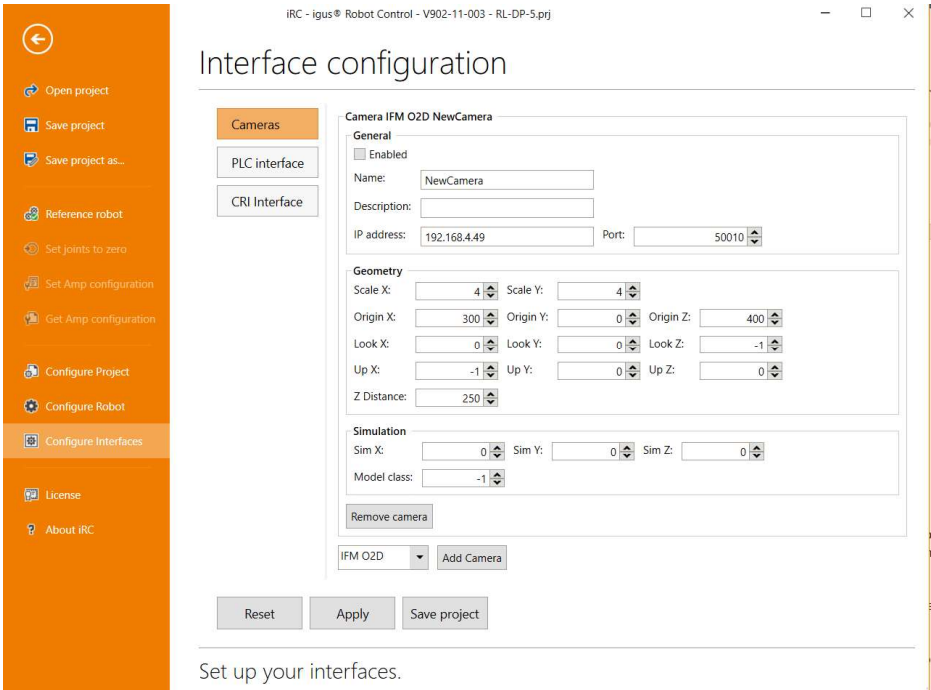 iRC - igus® Robot Control - V902-11-003 - RL-DP-5.prj
Open project
Save project
Save project as...
Reference robot
Set joints to zero
Set Amp configuration
Get Amp configuration
Configure Project
Configure Robot
Configure Interfaces
License
About iRC
Interface configuration
Cameras
PLC interface
CRI Interface
Camera IFM O2D NewCamera
General
Enabled
Name: NewCamera
Description:
IP address: 192.168.4.49 Port: 50010
Geometry
Scale X: 4 Scale Y: 4
Origin X: 300 Origin Y: 0 Origin Z: 400
Look X: 0 Look Y: 0 Look Z: -1
Up X: -1 Up Y: 0 Up Z: 0
Z Distance: 250
Simulation
Sim X: 0 Sim Y: 0 Sim Z: 0
Model class: -1
Remove camera
IFM O2D Add Camera
Reset Apply Save project
Set up your interfaces.